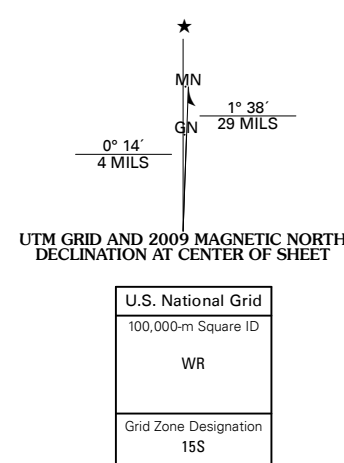 ★
MN
1° 38´
GN
29 MILS
0° 14´
4 MILS
UTM GRID AND 2009 MAGNETIC NORTH
DECLINATION AT CENTER OF SHEET
U.S. National Grid
100,000-m Square ID
WR
Grid Zone Designation
15S